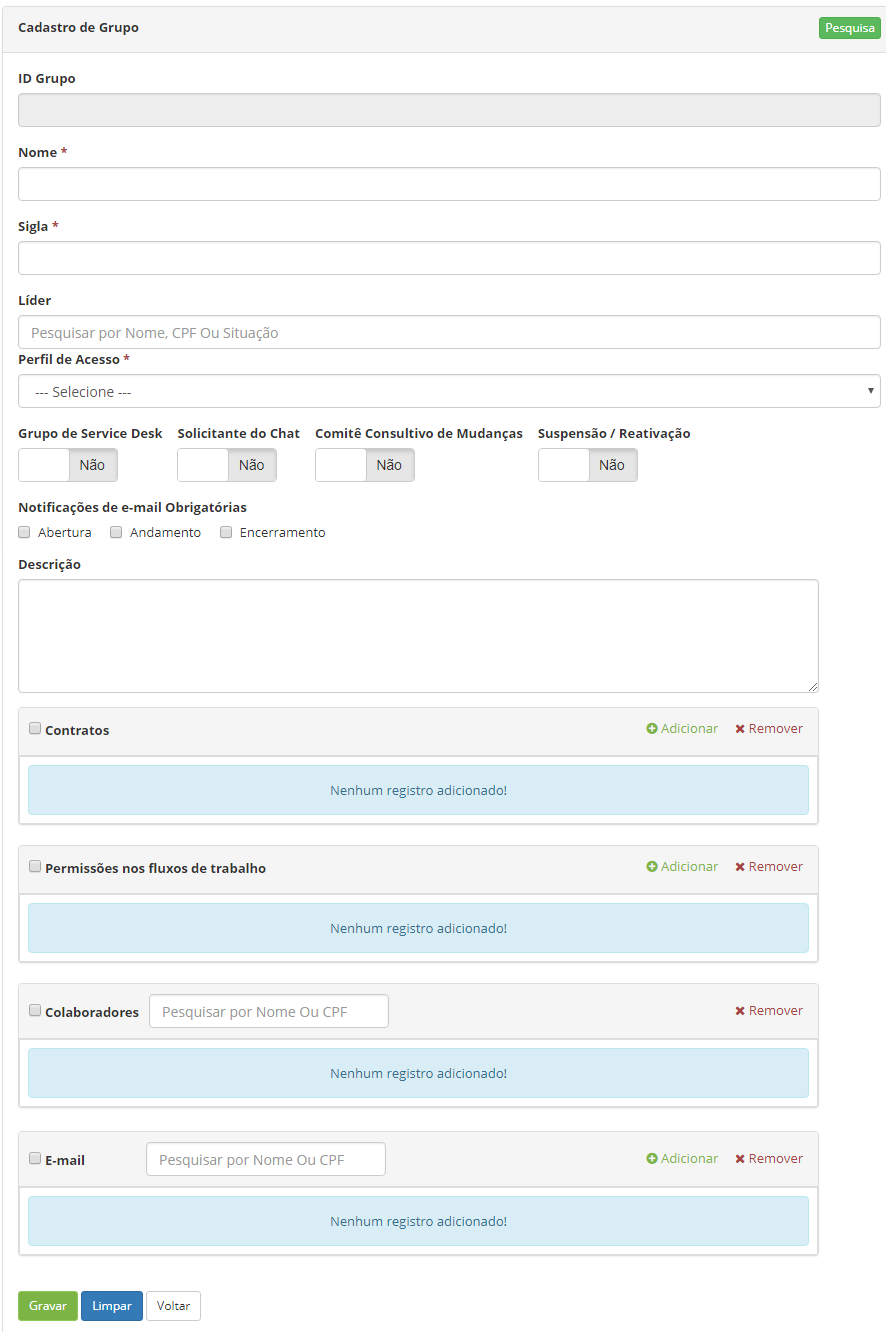 Cadastro de Grupo Pesquisa
ID Grupo
Nome *
Sigla *
Líder
Pesquisar por Nome, CPF Ou Situação
Perfil de Acesso *
--- Selecione ---
Grupo de Service Desk Solicitante do Chat Comitê Consultivo de Mudanças Suspensão / Reativação
Não Não Não Não
Notificações de e-mail Obrigatórias
Abertura Andamento Encerramento
Descrição
Contratos Adicionar Remover
Nenhum registro adicionado!
Permissões nos fluxos de trabalho Adicionar Remover
Nenhum registro adicionado!
Colaboradores Pesquisar por Nome Ou CPF Remover
Nenhum registro adicionado!
E-mail Pesquisar por Nome Ou CPF Adicionar Remover
Nenhum registro adicionado!
Gravar Limpar Voltar